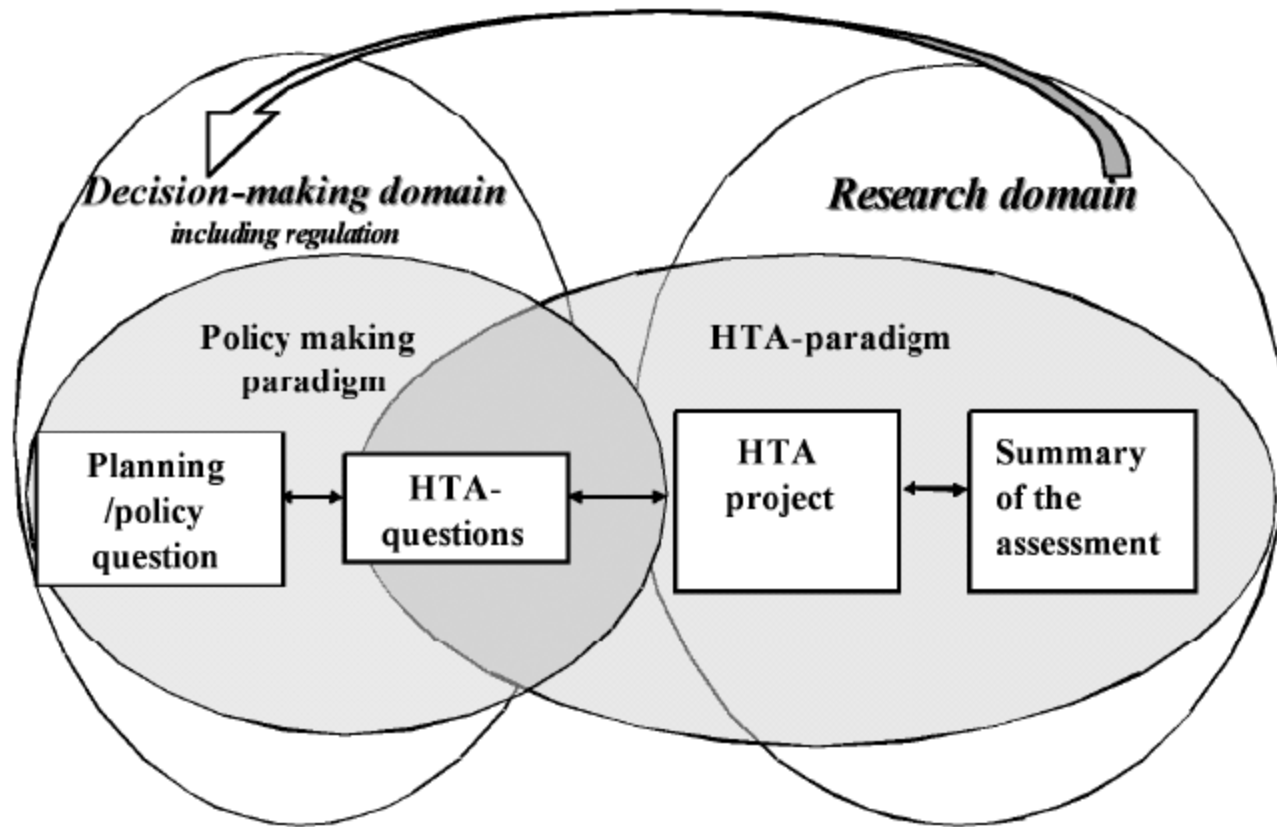 Decision-making domain
including regulation
Research domain
Policy making
paradigm
HTA-paradigm
Planning
/policy
question
HTA-
questions
HTA
project
Summary
of the
assessment